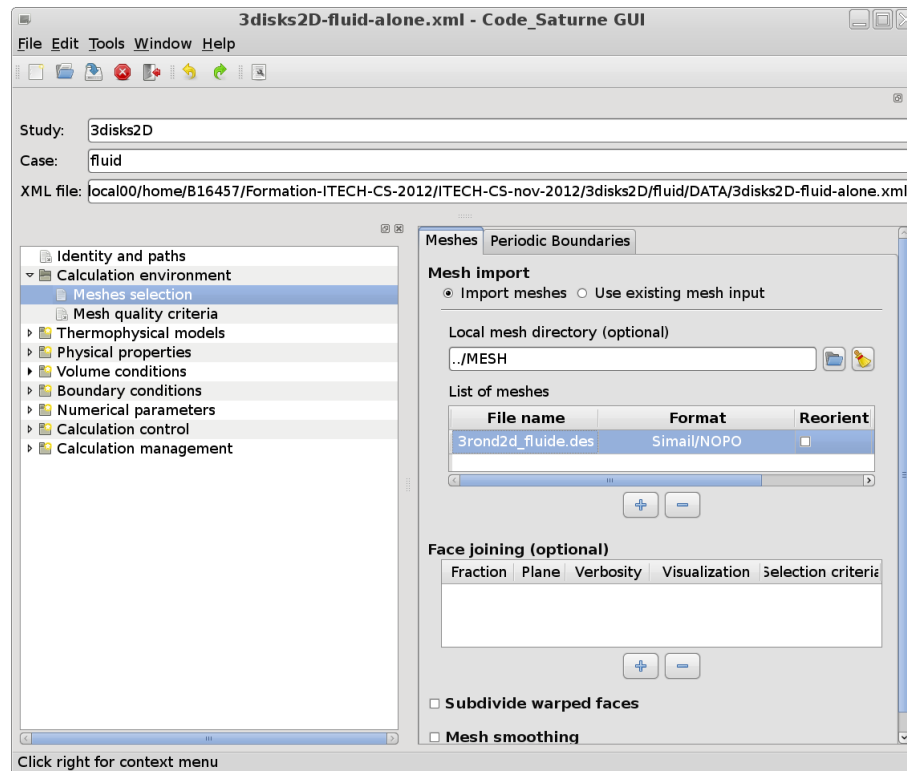 3disks2D-fluid-alone.xml - Code_Saturne GUI
File Edit Tools Window Help
Study: 3disks2D
Case: fluid
XML file: local00/home/B16457/Formation-ITECH-CS-2012/ITECH-CS-nov-2012/3disks2D/fluid/DATA/3disks2D-fluid-alone.xml
Identity and paths
Calculation environment
Meshes selection
Mesh quality criteria
Thermophysical models
Physical properties
Volume conditions
Boundary conditions
Numerical parameters
Calculation control
Calculation management
Meshes Periodic Boundaries
Mesh import
Import meshes Use existing mesh input
Local mesh directory (optional)
../MESH
List of meshes
File name Format Reorient
3rond2d_fluide.des Simail/NOPO
Face joining (optional)
Fraction Plane Verbosity Visualization Selection criteria
Subdivide warped faces
Mesh smoothing
Click right for context menu